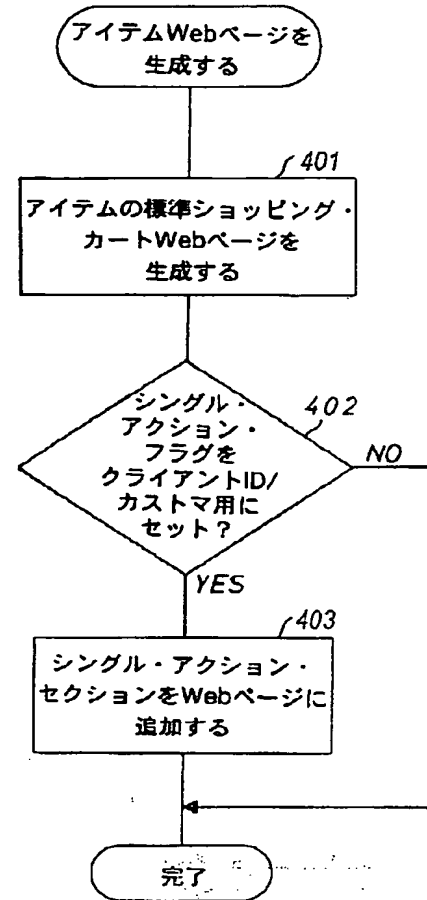 アイテムWebページを
生成する
401
アイテムの標準ショッピング・
カートWebページを
生成する
402
シングル・
アクション・
フラグを
クライアントID/
カストマ用に
セット？
NO
YES
403
シングル・アクション・
セクションをWebページに
追加する
完了